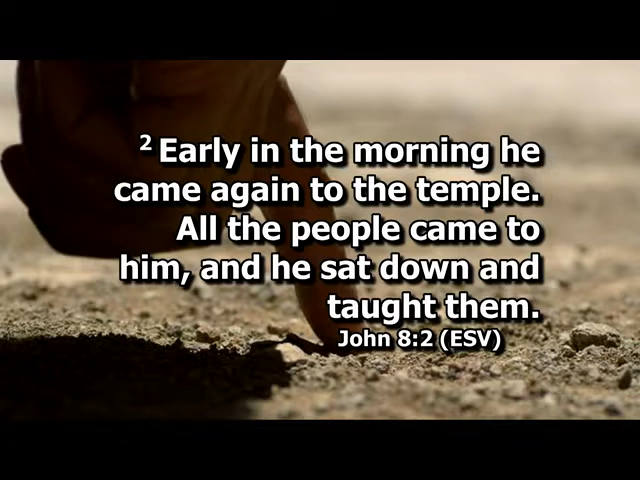 2 Early in the morning he
came again to the temple.
All the people came to
him, and he sat down and
taught them.
John 8:2 (ESV)